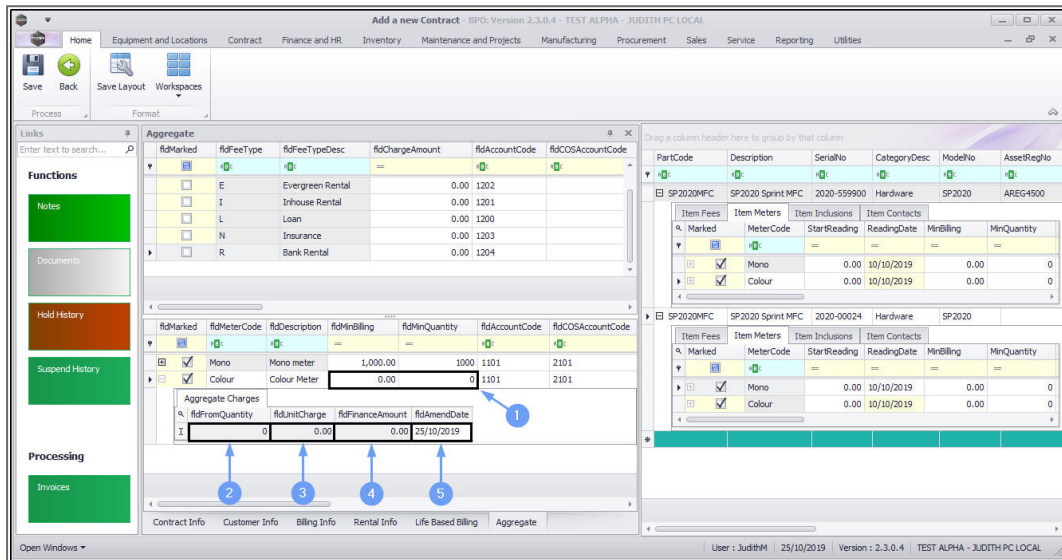 Add a new Contract - BPO: Version 2.3.0.4 - TEST ALPHA - JUDITH PC LOCAL
Home Equipment and Locations Contract Finance and HR Inventory Maintenance and Projects Manufacturing Procurement Sales Service Reporting Utilities
Save Back Save Layout Workspaces
Process Format
Links
Enter text to search...
Functions
Notes
Documents
Hold History
Suspend History
Processing
Invoices
Open Windows
Aggregate
fldMarked fldFeeType fldFeeTypeDesc fldChargeAmount fldAccountCode fldCOSAccountCode
E Evergreen Rental 0.00 1202
I Inhouse Rental 0.00 1201
L Loan 0.00 1200
N Insurance 0.00 1203
R Bank Rental 0.00 1204
fldMarked fldMeterCode fldDescription fldMinBilling fldMinQuantity fldAccountCode fldCOSAccountCode
Mono Mono meter 1,000.00 1000 1101 2101
Colour Colour Meter 0.00 0 1101 2101
Aggregate Charges
fldFromQuantity fldUnitCharge fldFinanceAmount fldAmendDate
0 0.00 0.00 25/10/2019
1
2 3 4 5
Contract Info Customer Info Billing Info Rental Info Life Based Billing Aggregate
Drag a column header here to group by that column
PartCode Description SerialNo CategoryDesc ModelNo AssetRegNo
SP2020MFC SP2020 Sprint MFC 2020-559900 Hardware SP2020 AREG4500
Item Fees Item Meters Item Inclusions Item Contacts
Marked MeterCode StartReading ReadingDate MinBilling MinQuantity
Mono 0.00 10/10/2019 0.00 0
Colour 0.00 10/10/2019 0.00 0
SP2020MFC SP2020 Sprint MFC 2020-00024 Hardware SP2020
Item Fees Item Meters Item Inclusions Item Contacts
Marked MeterCode StartReading ReadingDate MinBilling MinQuantity
Mono 0.00 10/10/2019 0.00 0
Colour 0.00 10/10/2019 0.00 0
User : JudithM 25/10/2019 Version : 2.3.0.4 TEST ALPHA - JUDITH PC LOCAL